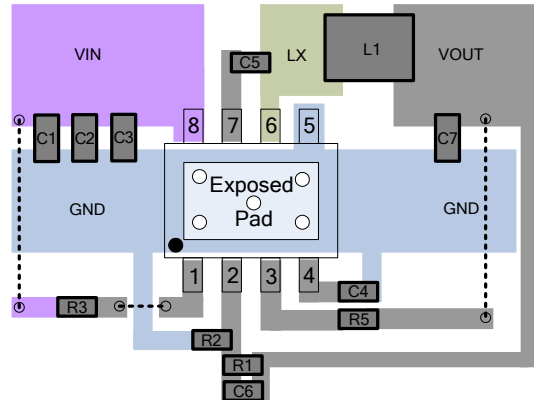 VIN
C5
LX
L1
VOUT
C1
C2
C3
8
7
6
5
C7
Exposed
Pad
GND
GND
1
2
3
4
C4
R3
R5
R2
R1
C6